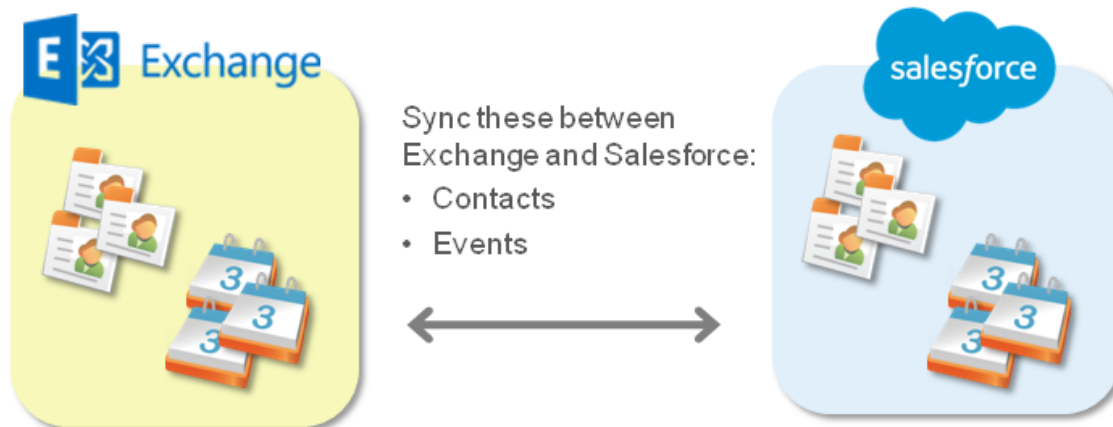 E Exchange
salesforce
Sync these between
Exchange and Salesforce:
• Contacts
• Events
3
3
3
3
3
3